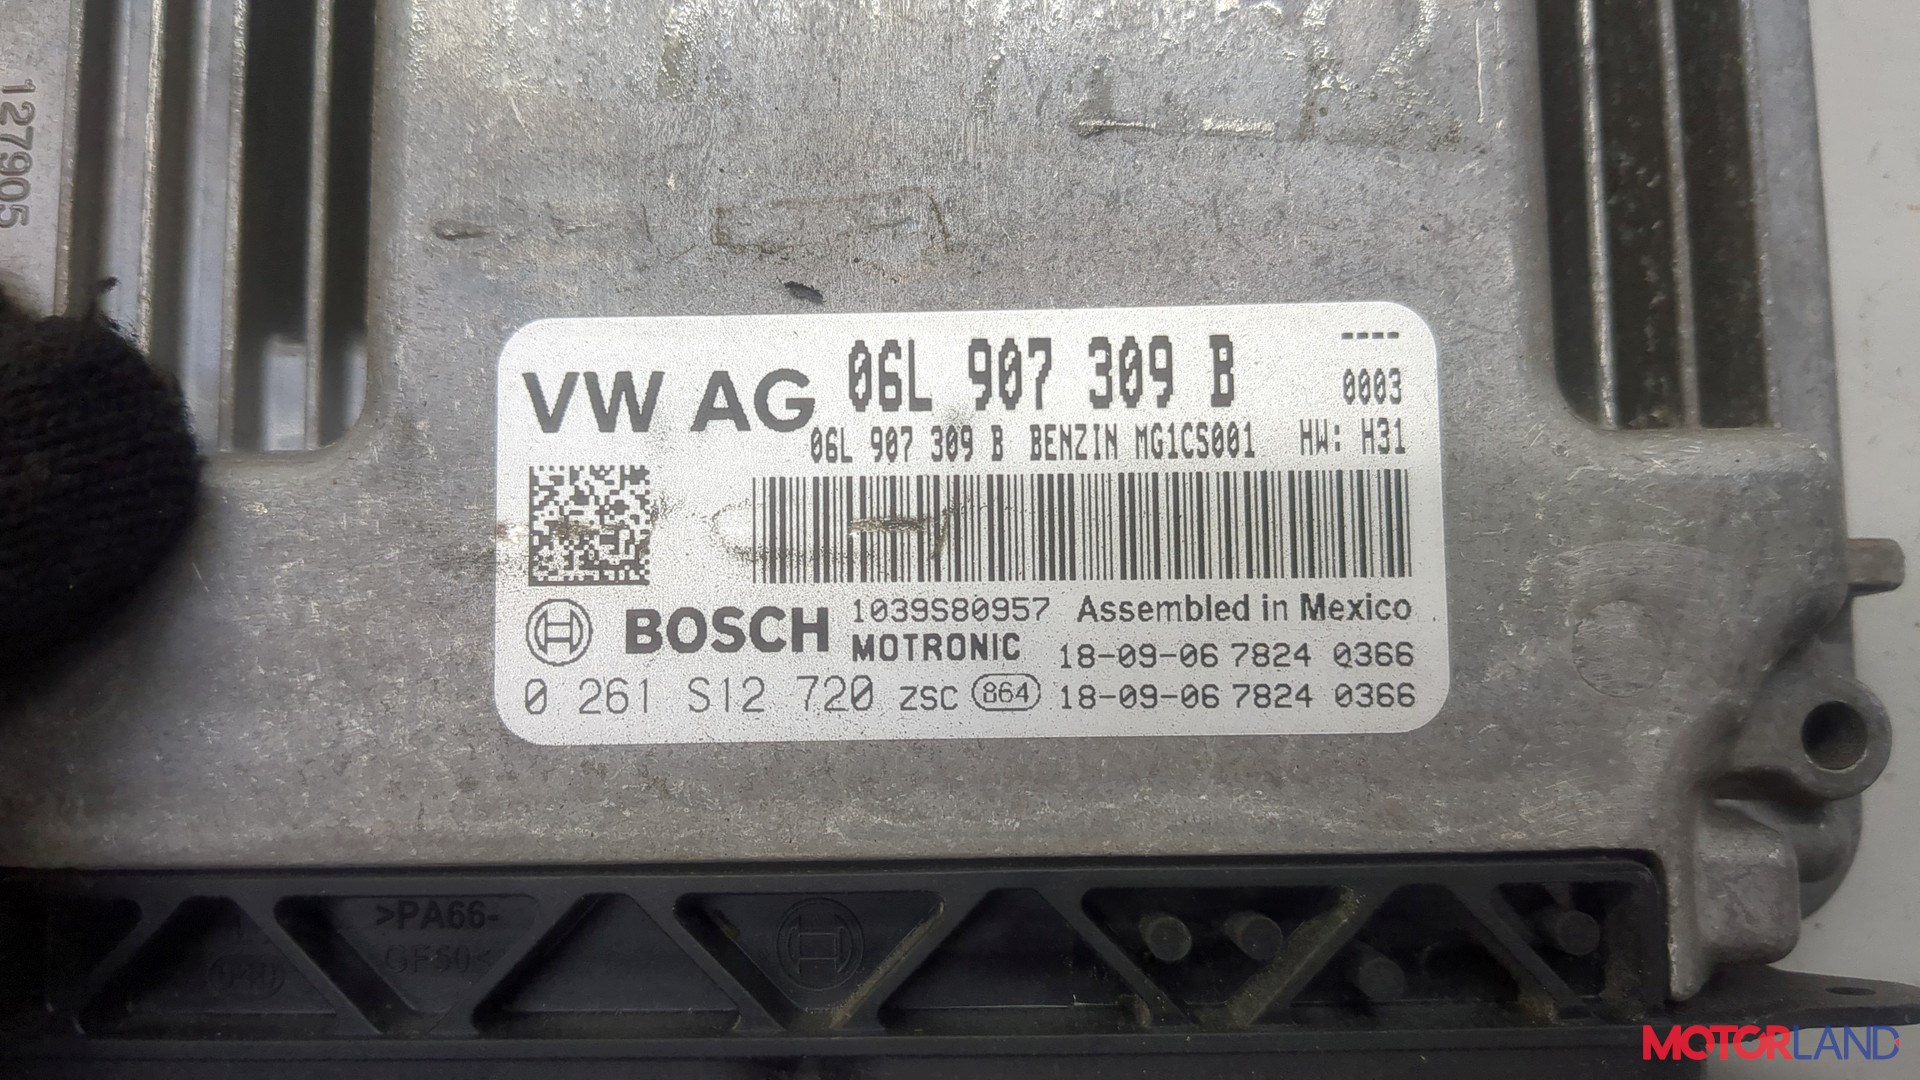 127905
VW AG 06L 907 309 B ----
0003
06L 907 309 B BENZIN MG1CS001 HW: H31
BOSCH 1039S80957 Assembled in Mexico
MOTRONIC 18-09-06 7824 0366
0 261 S12 720 ZSC 864 18-09-06 7824 0366
>PA66-
GF60<
MOTORLAND